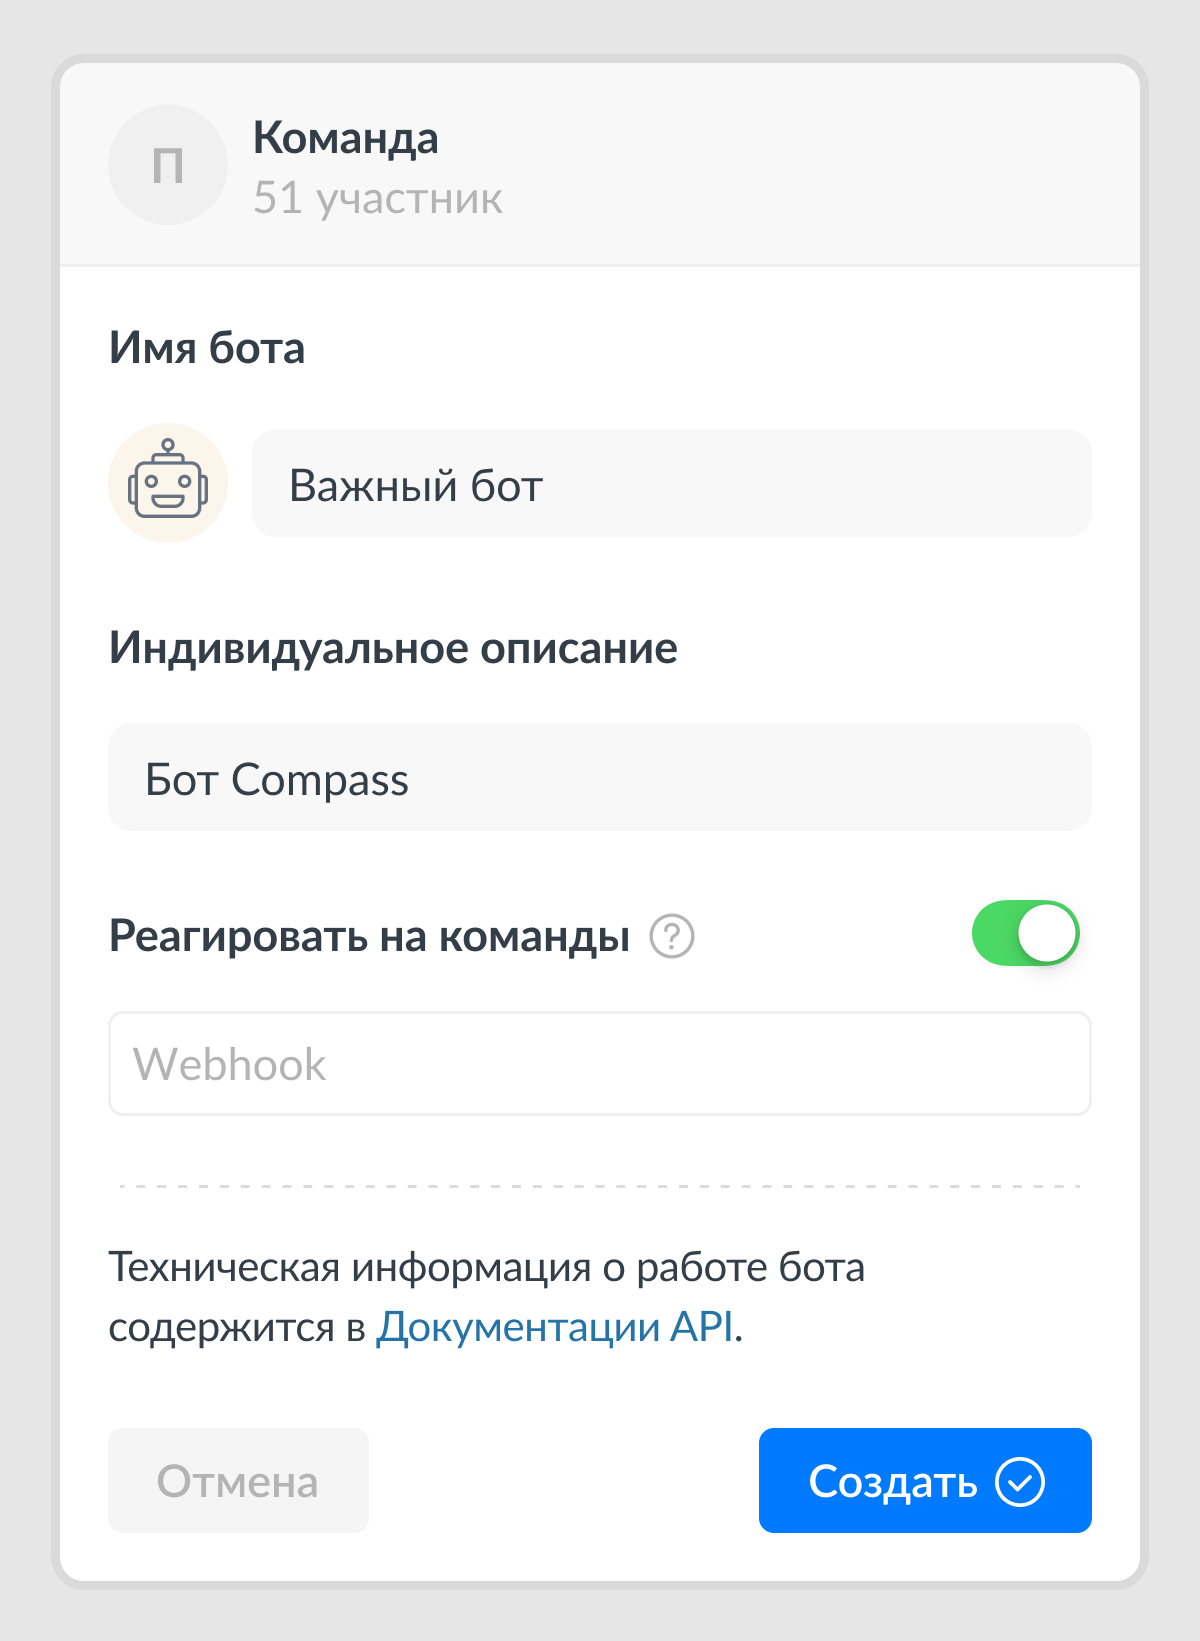 П
Команда
51 участник
Имя бота
Важный бот
Индивидуальное описание
Бот Compass
Реагировать на команды ?
Webhook
Техническая информация о работе бота
содержится в Документации API.
Отмена
Создать